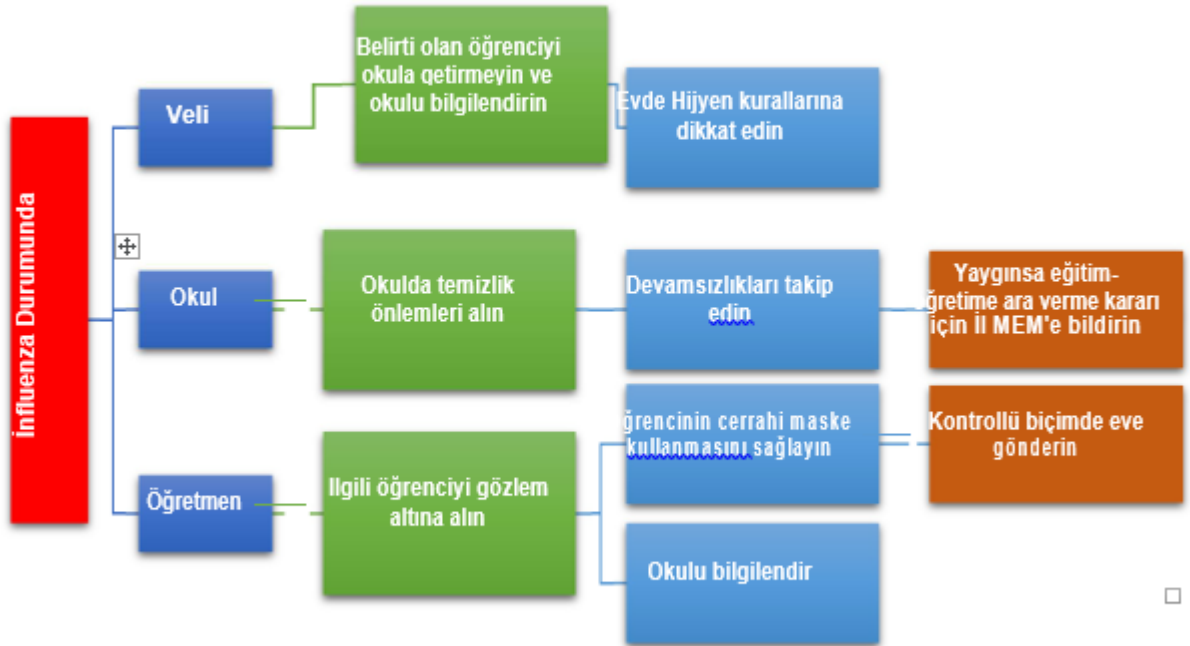 İnfluenza Durumunda
Veli
Belirti olan öğrenciyi
okula getirmeyin ve
okulu bilgilendirin
Evde Hijyen kurallarına
dikkat edin
Okul
Okulda temizlik
önlemleri alın
Devamsızlıkları takip
edin
Yaygınsa eğitim-
ğretime ara verme kararı
için İl MEM'e bildirin
Öğretmen
Ilgili öğrenciyi gözlem
altına alın
ğrencinin cerrahi maske
kullanmasını sağlayın
Kontrollü biçimde eve
gönderin
Okulu bilgilendir